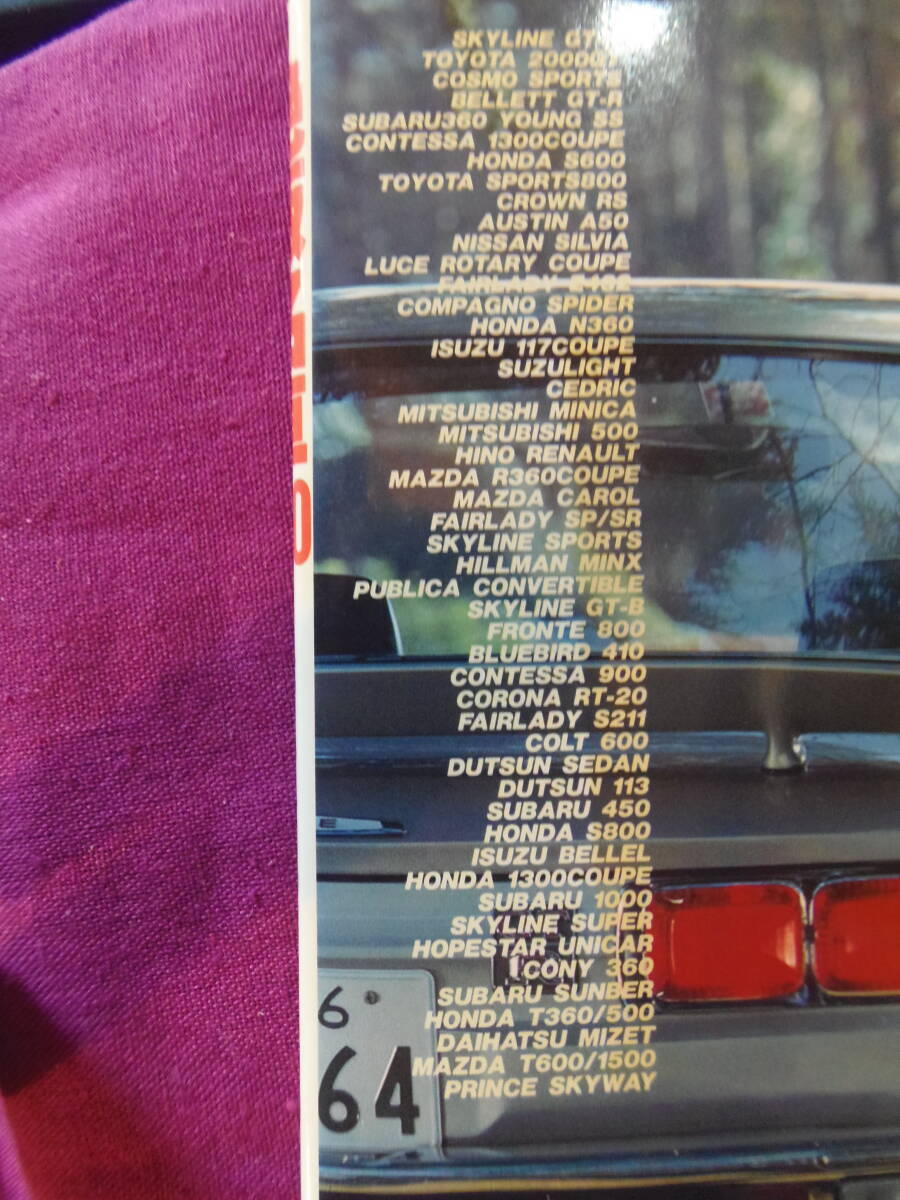 SKYLINE
TOYOTA
COSMO SPORTS
BELLETT GT-R
SUBARU360 YOUNG SS
CONTESSA 1300COUPE
HONDA S600
TOYOTA SPORTS800
CROWN RS
AUSTIN A50
NISSAN SILVIA
LUCE ROTARY COUPE
FAIRLADY
COMPAGNO SPIDER
HONDA N360
ISUZU 117COUPE
SUZULIGHT
CEDRIC
MITSUBISHI MINICA
MITSUBISHI 500
HINO RENAULT
MAZDA R360COUPE
MAZDA CAROL
FAIRLADY SP/SR
SKYLINE SPORTS
HILLMAN MINX
PUBLICA CONVERTIBLE
SKYLINE GT-B
FRONTE 800
BLUEBIRD 410
CONTESSA 900
CORONA RT-20
FAIRLADY S211
COLT 600
DUTSUN SEDAN
DUTSUN 113
SUBARU 450
HONDA S800
ISUZU BELLEL
HONDA 1300COUPE
SUBARU 1000
SKYLINE SUPER
HOPESTAR UNICAR
CONY 360
SUBARU SUNBER
HONDA T360/500
DAIHATSU MIZET
MAZDA T600/1500
PRINCE SKYWAY
6
64